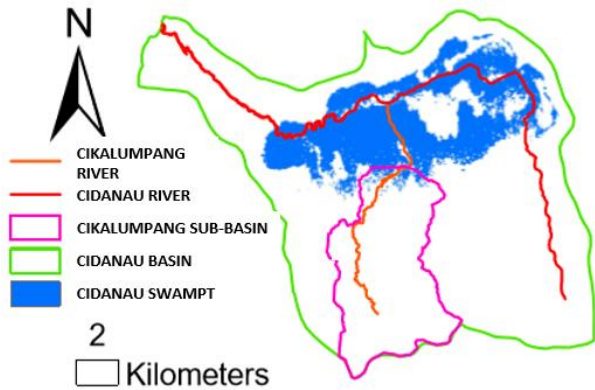 N
CIKALUMPANG
RIVER
CIDANAU RIVER
CIKALUMPANG SUB-BASIN
CIDANAU BASIN
CIDANAU SWAMPT
2
Kilometers